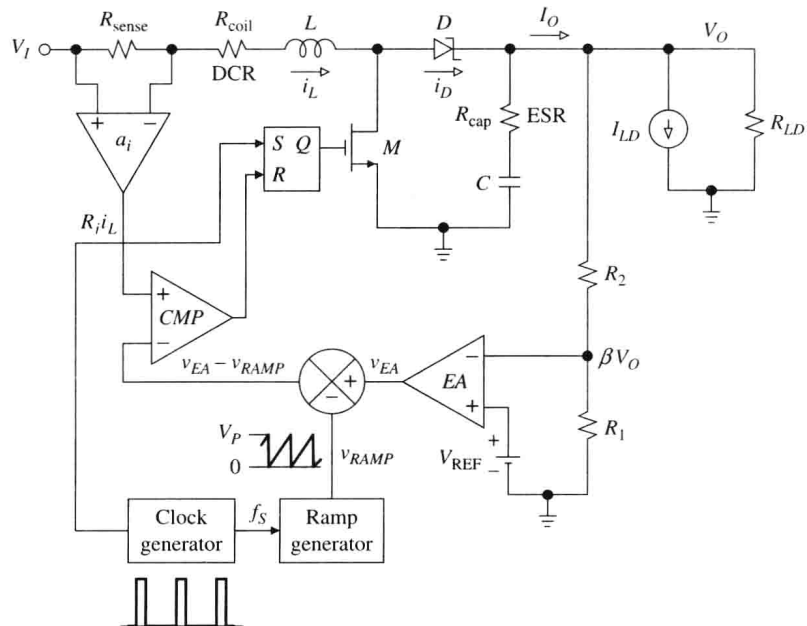 R_sense R_coil L I_O V_O
V_I
DCR i_L i_D
+ − R_cap ESR I_LD R_LD
a_i S Q M
R C
R_i i_L
+ CMP −
R_2
v_EA − v_RAMP + − v_EA EA − + βV_O
V_P
0
v_RAMP
V_REF + −
R_1
Clock
generator
f_S
Ramp
generator